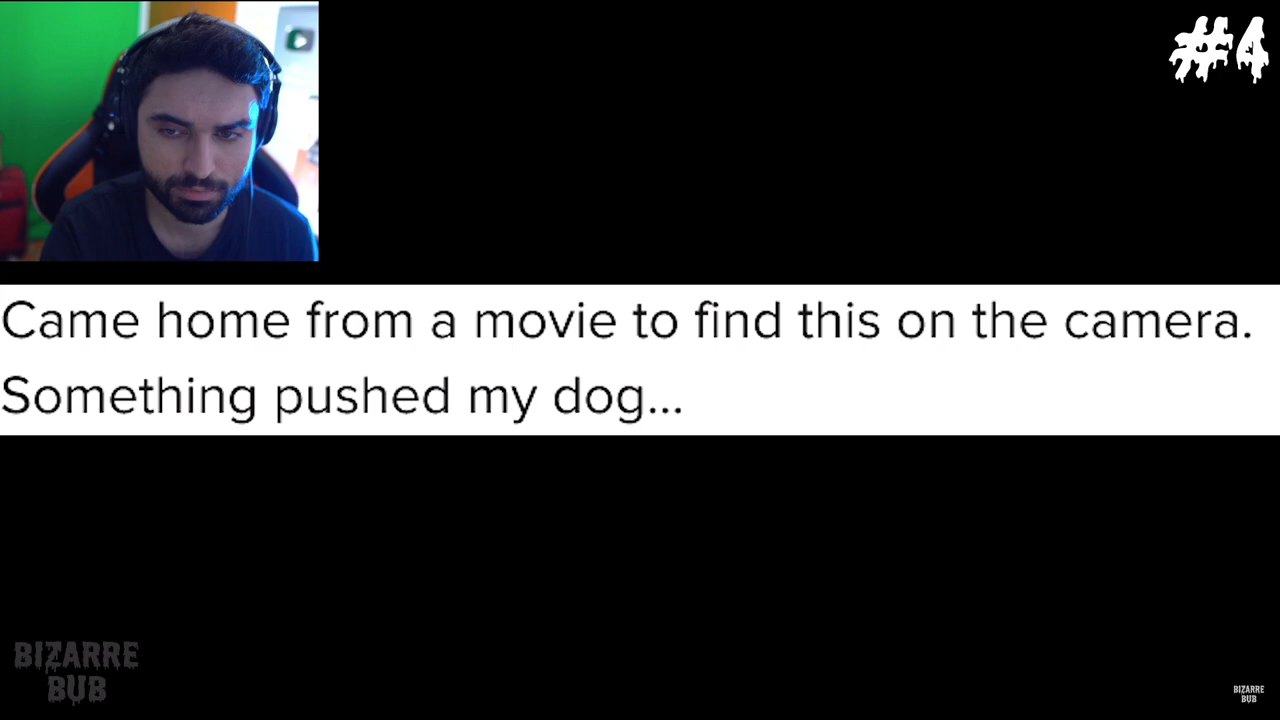 #4
Came home from a movie to find this on the camera.
Something pushed my dog...
BIZARRE
BUB
BIZARRE
BUB